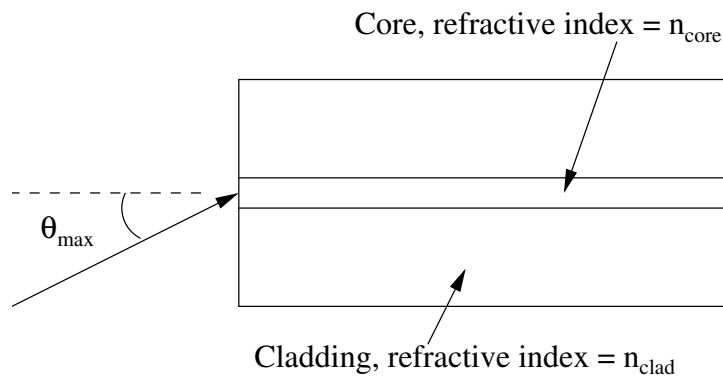 Core, refractive index = n_core
θ_max
Cladding, refractive index = n_clad